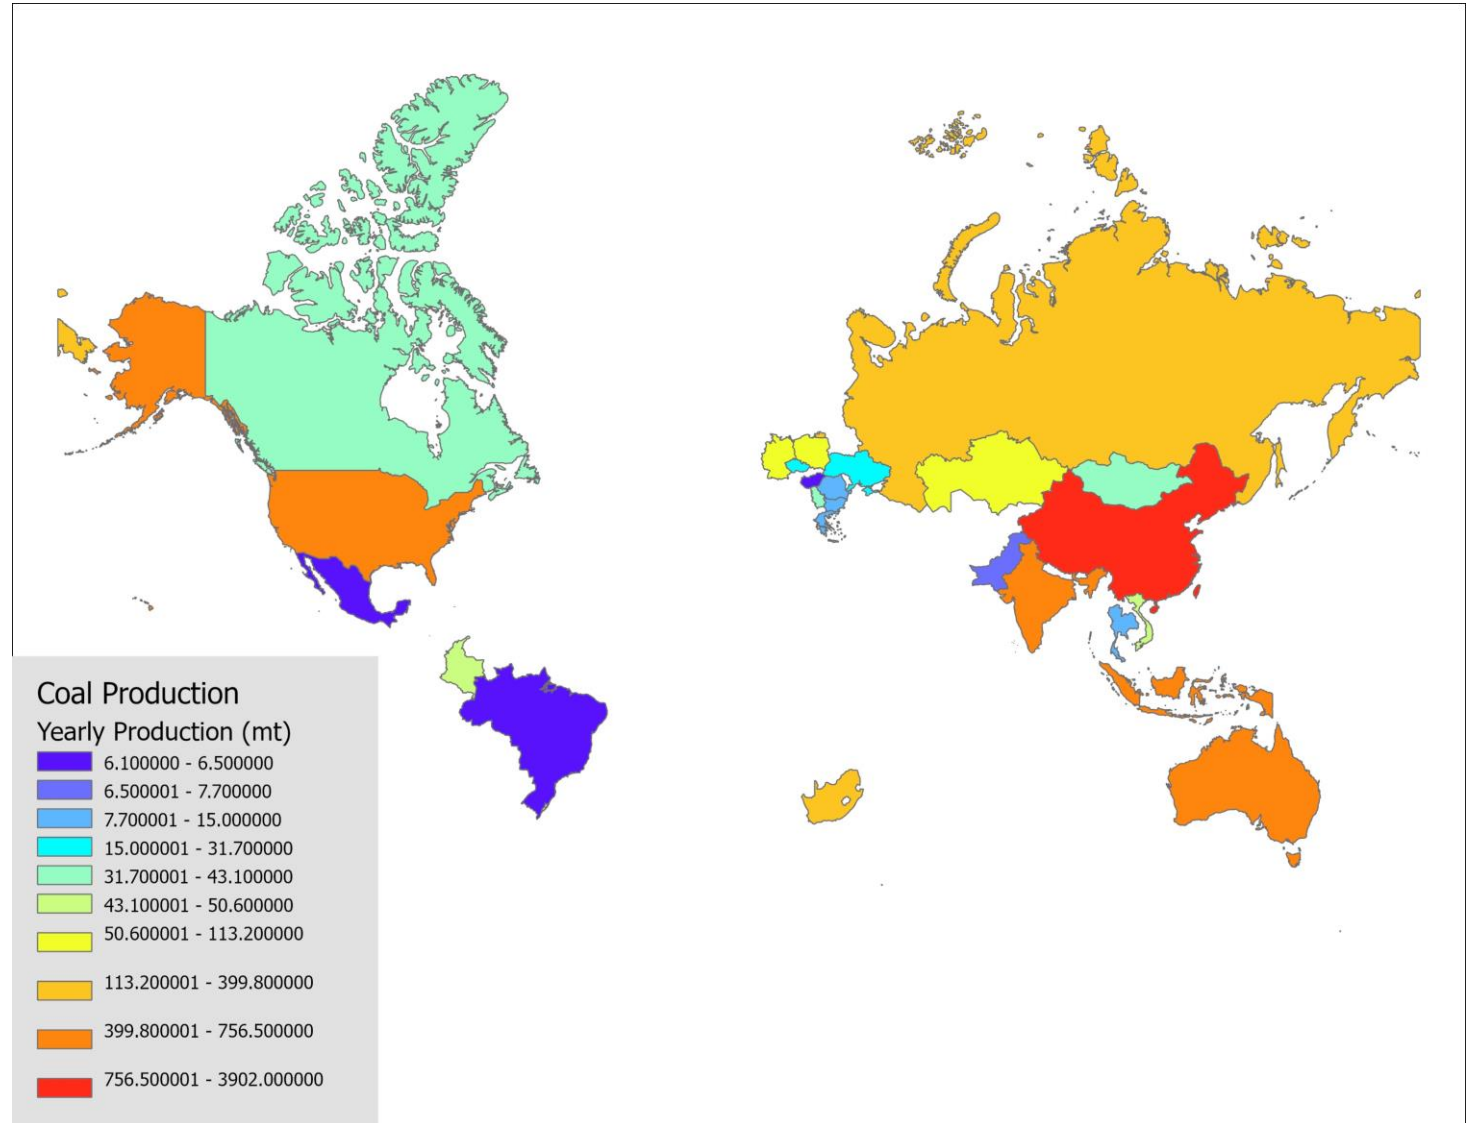 Coal Production
Yearly Production (mt)
6.100000 - 6.500000
6.500001 - 7.700000
7.700001 - 15.000000
15.000001 - 31.700000
31.700001 - 43.100000
43.100001 - 50.600000
50.600001 - 113.200000
113.200001 - 399.800000
399.800001 - 756.500000
756.500001 - 3902.000000